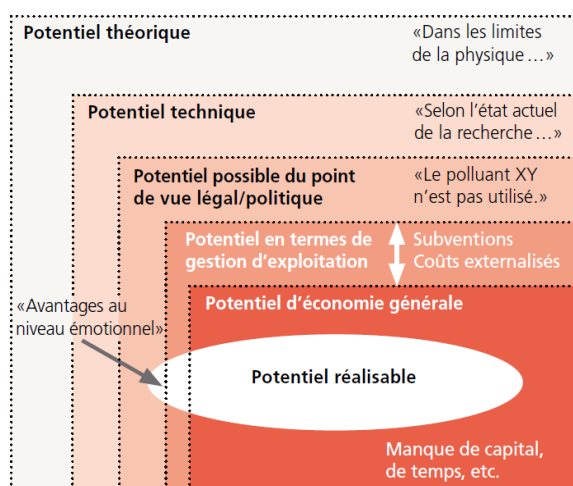 Potentiel théorique
«Dans les limites
de la physique…»
Potentiel technique
«Selon l’état actuel
de la recherche…»
Potentiel possible du point
de vue légal/politique
«Le polluant XY
n’est pas utilisé.»
Potentiel en termes de
gestion d’exploitation
Subventions
Coûts externalisés
«Avantages au
niveau émotionnel»
Potentiel d’économie générale
Potentiel réalisable
Manque de capital,
de temps, etc.